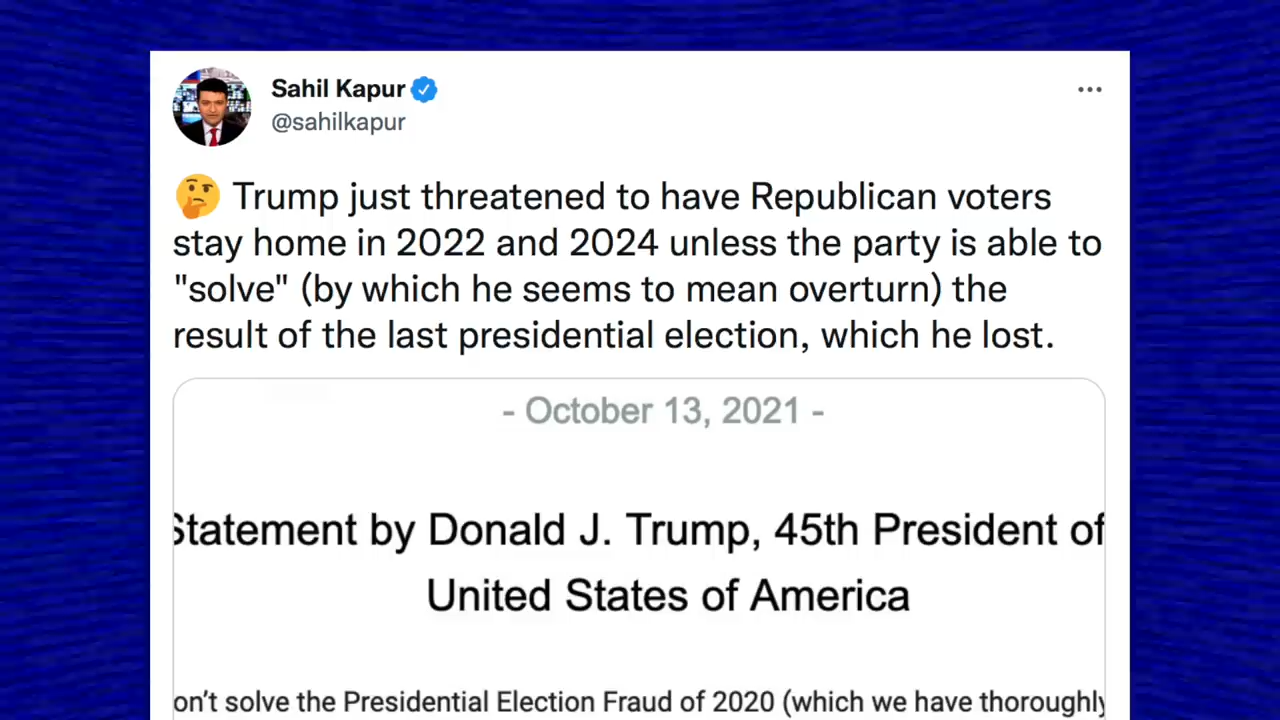 Sahil Kapur
@sahilkapur
🤔 Trump just threatened to have Republican voters
stay home in 2022 and 2024 unless the party is able to
"solve" (by which he seems to mean overturn) the
result of the last presidential election, which he lost.
- October 13, 2021 -
Statement by Donald J. Trump, 45th President of
United States of America
on't solve the Presidential Election Fraud of 2020 (which we have thoroughly